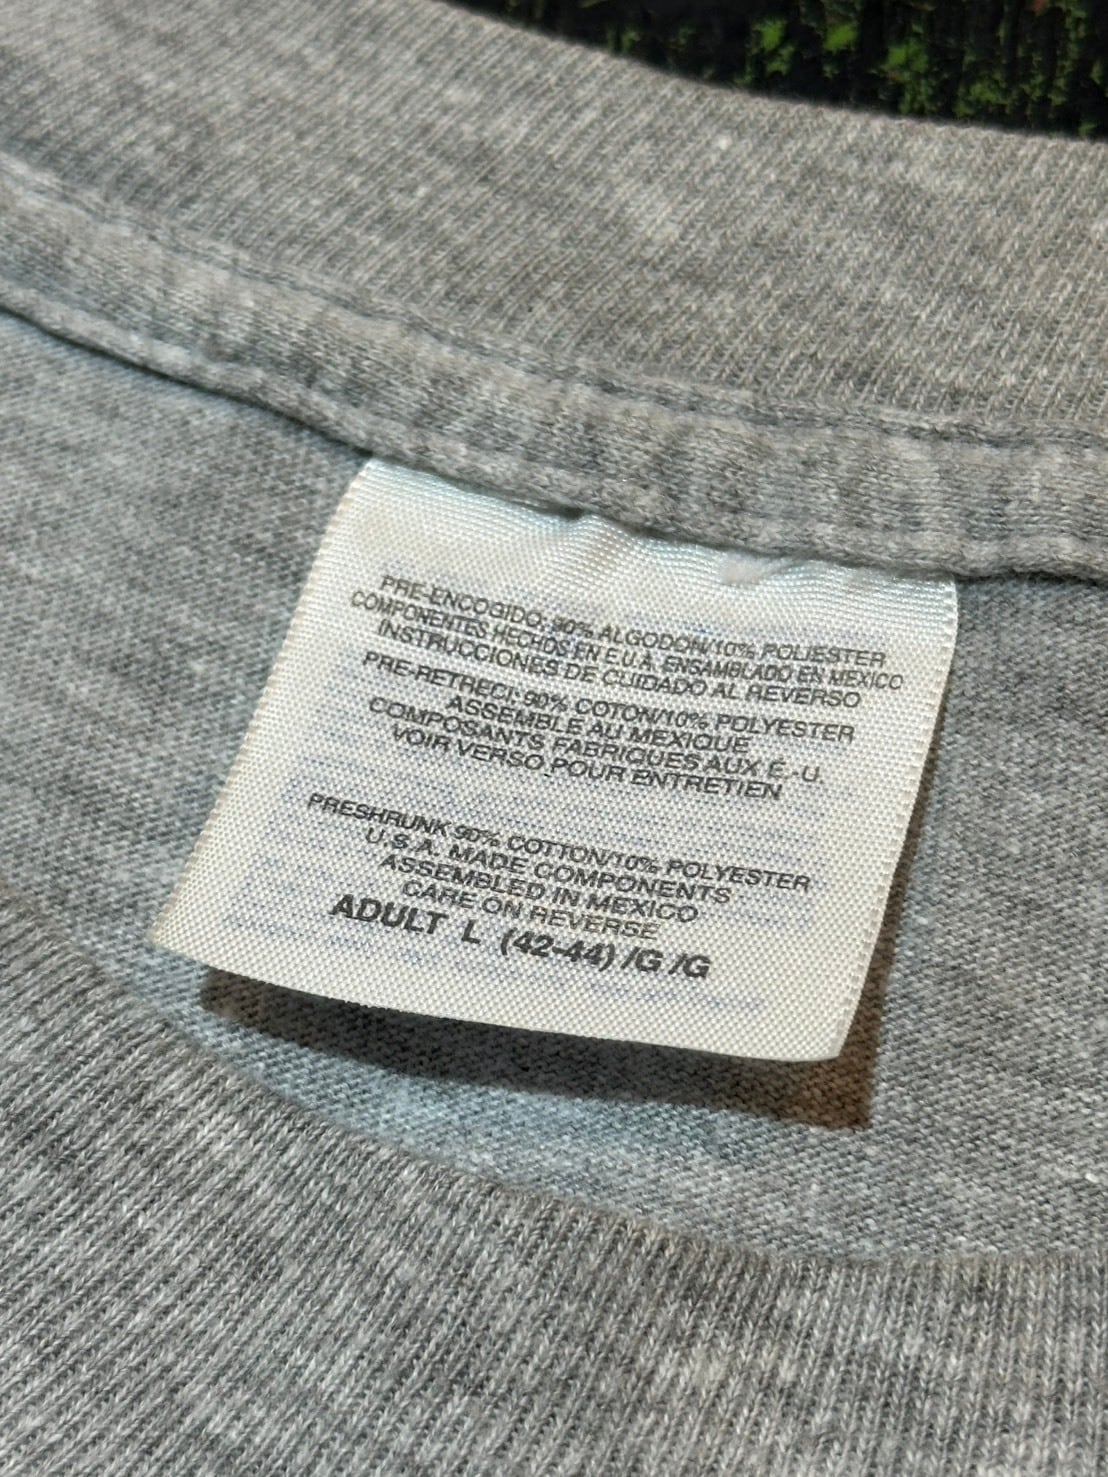 PRE-ENCOGIDO: 90% ALGODON/10% POLIESTER
COMPONENTES HECHOS EN E.U.A. ENSAMBLADO EN MEXICO
INSTRUCCIONES DE CUIDADO AL REVERSO
PRE-RETRECI: 90% COTON/10% POLYESTER
ASSEMBLE AU MEXIQUE
COMPOSANTS FABRIQUES AUX É.-U.
VOIR VERSO POUR ENTRETIEN
PRESHRUNK 90% COTTON/10% POLYESTER
U.S.A. MADE COMPONENTS
ASSEMBLED IN MEXICO
CARE ON REVERSE
ADULT L (42-44) /G /G